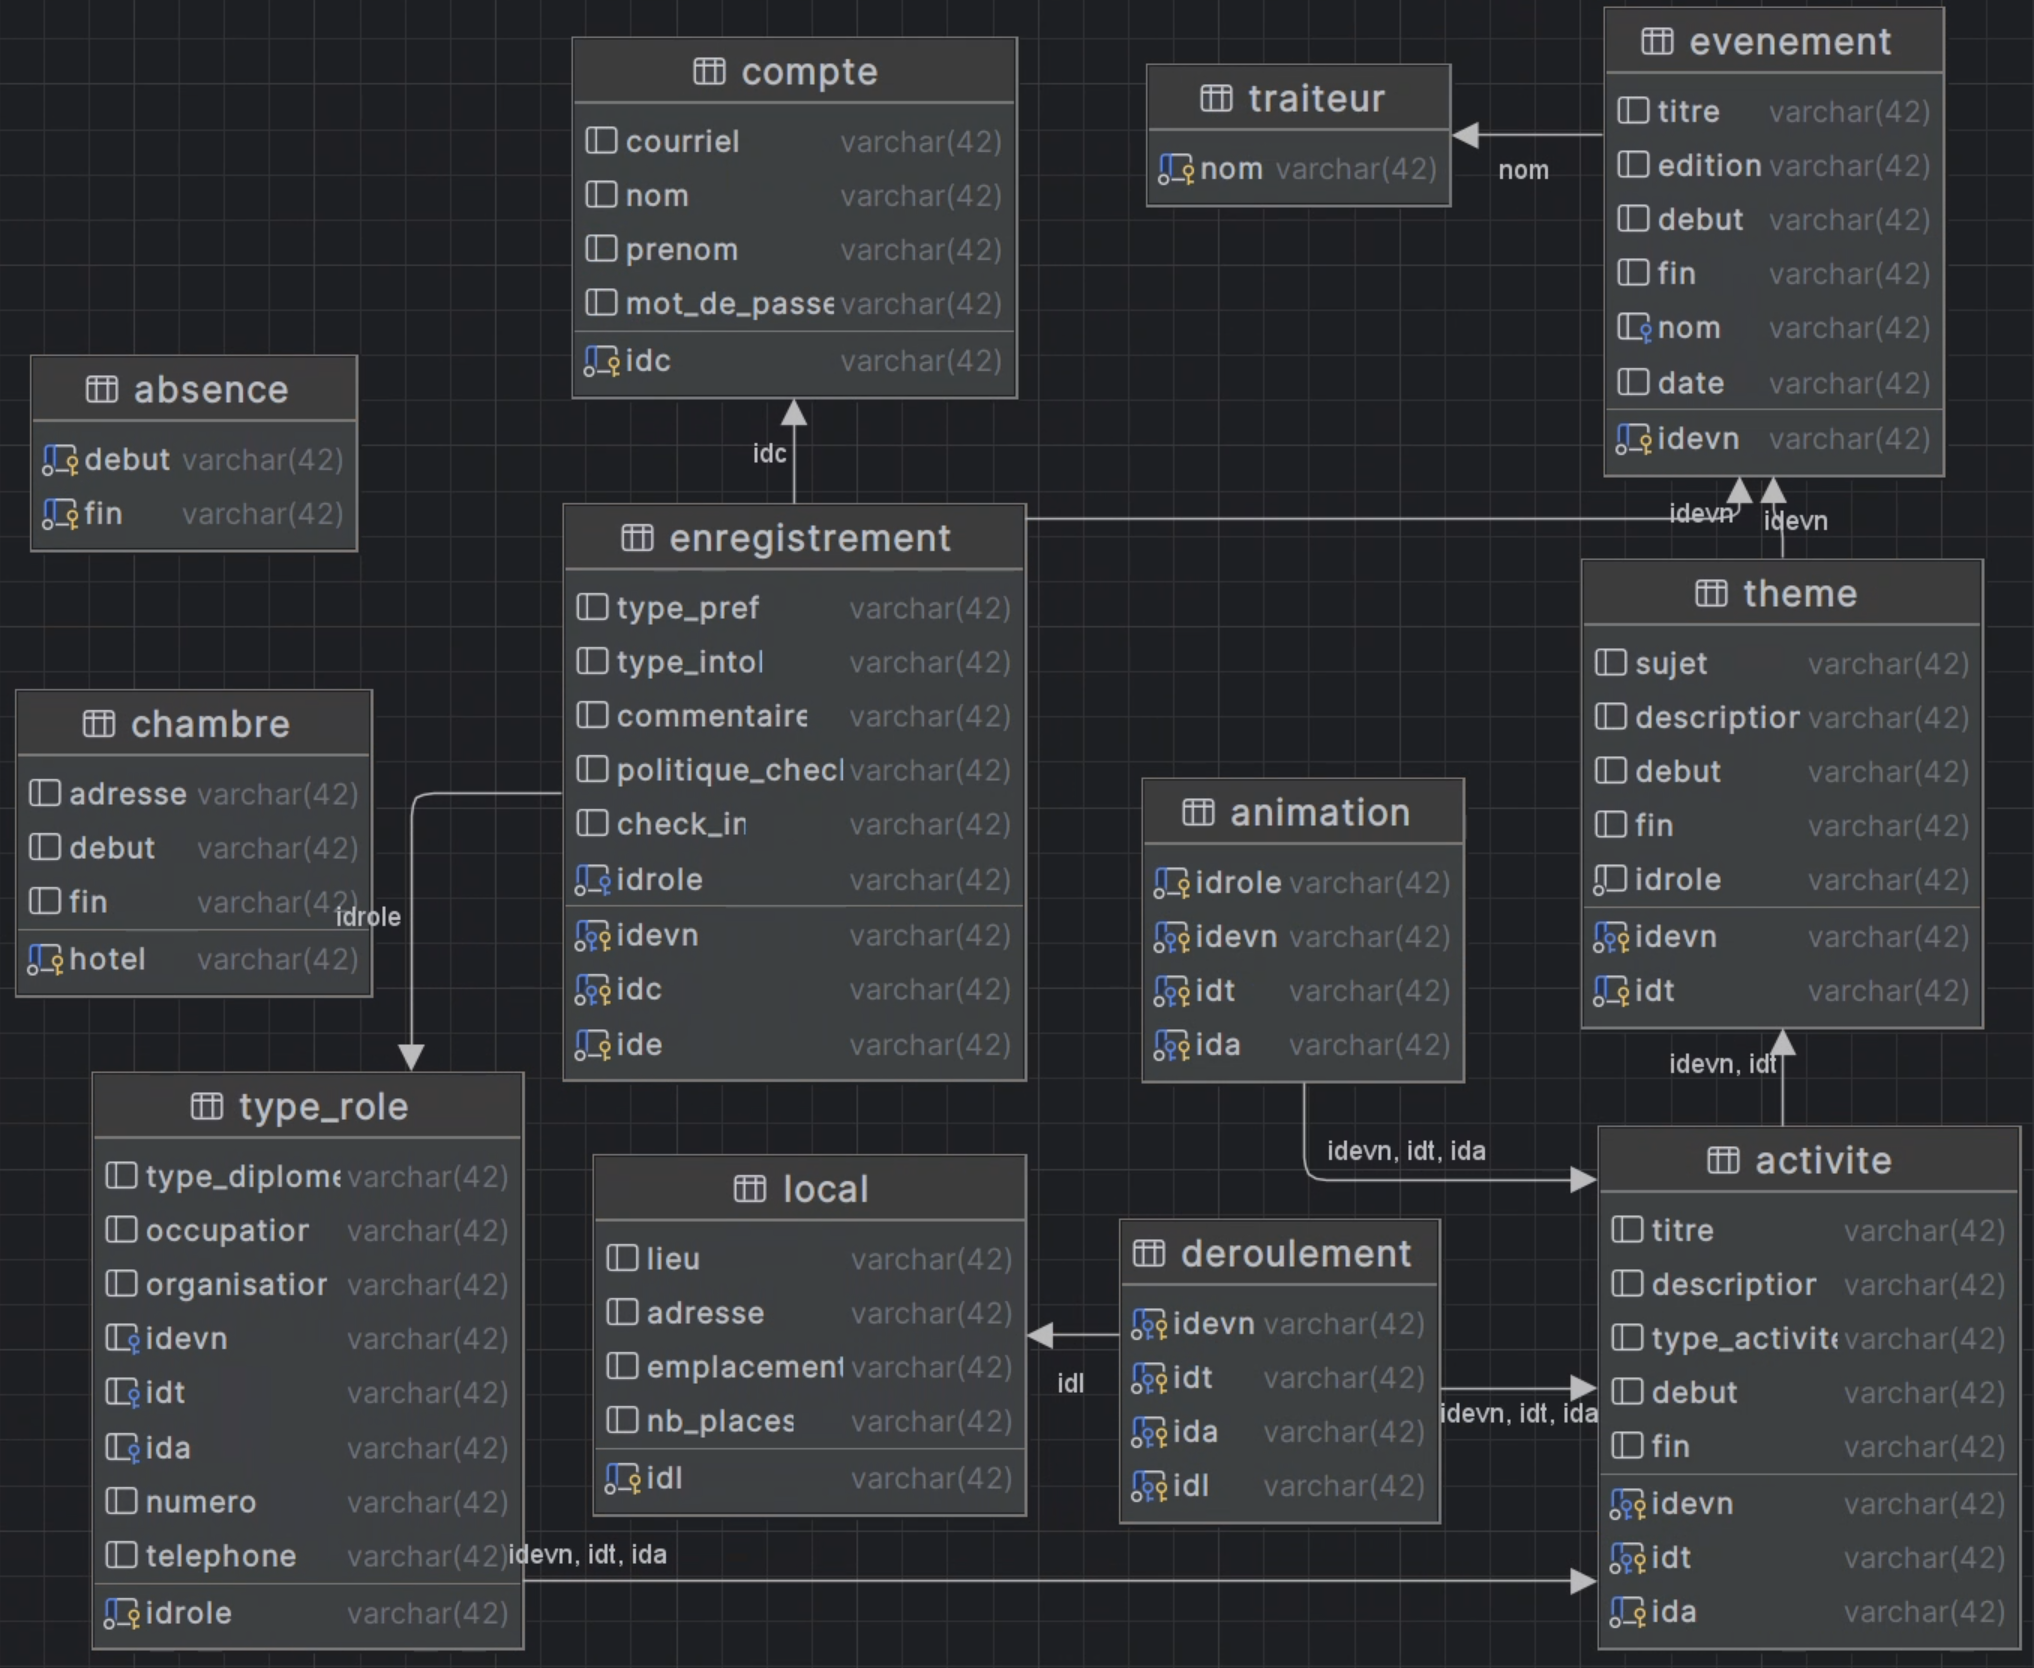 compte
courriel varchar(42)
nom varchar(42)
prenom varchar(42)
mot_de_passe varchar(42)
idc varchar(42)
traiteur
nom varchar(42)
nom
evenement
titre varchar(42)
edition varchar(42)
debut varchar(42)
fin varchar(42)
nom varchar(42)
date varchar(42)
idevn varchar(42)
absence
debut varchar(42)
fin varchar(42)
idc
idevn
idevn
enregistrement
type_pref varchar(42)
type_intol varchar(42)
commentaire varchar(42)
politique_checl varchar(42)
check_in varchar(42)
idrole varchar(42)
idevn varchar(42)
idc varchar(42)
ide varchar(42)
theme
sujet varchar(42)
description varchar(42)
debut varchar(42)
fin varchar(42)
idrole varchar(42)
idevn varchar(42)
idt varchar(42)
chambre
adresse varchar(42)
debut varchar(42)
fin varchar(42)
hotel varchar(42)
idrole
animation
idrole varchar(42)
idevn varchar(42)
idt varchar(42)
ida varchar(42)
idevn, idt
idevn, idt, ida
type_role
type_diplome varchar(42)
occupation varchar(42)
organisation varchar(42)
idevn varchar(42)
idt varchar(42)
ida varchar(42)
numero varchar(42)
telephone varchar(42)
idrole varchar(42)
local
lieu varchar(42)
adresse varchar(42)
emplacement varchar(42)
nb_places varchar(42)
idl varchar(42)
idl
deroulement
idevn varchar(42)
idt varchar(42)
ida varchar(42)
idl varchar(42)
idevn, idt, ida
activite
titre varchar(42)
description varchar(42)
type_activite varchar(42)
debut varchar(42)
fin varchar(42)
idevn varchar(42)
idt varchar(42)
ida varchar(42)
idevn, idt, ida